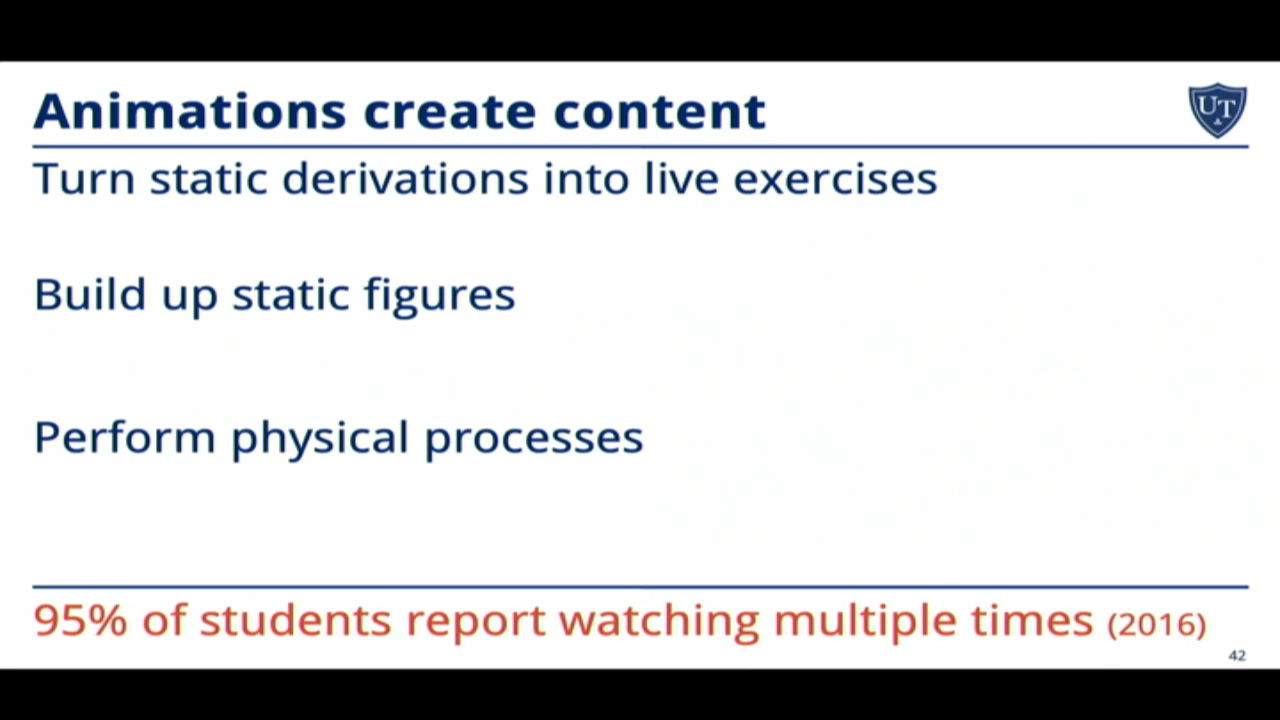 Animations create content
UT
Turn static derivations into live exercises
Build up static figures
Perform physical processes
95% of students report watching multiple times (2016)
42